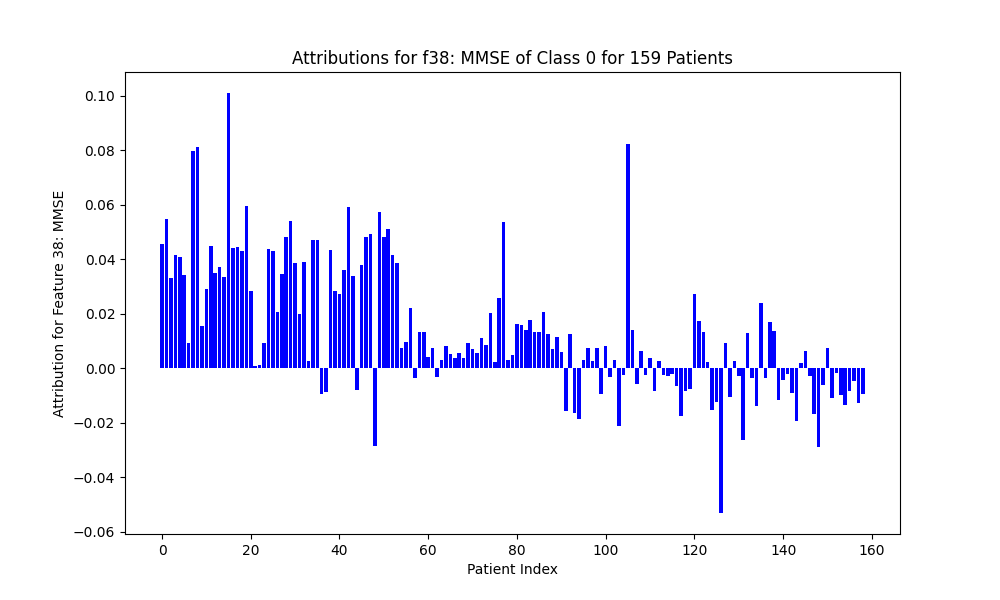 Attributions for f38: MMSE of Class 0 for 159 Patients
Attribution for Feature 38: MMSE
0.10
0.08
0.06
0.04
0.02
0.00
−0.02
−0.04
−0.06
0 20 40 60 80 100 120 140 160
Patient Index